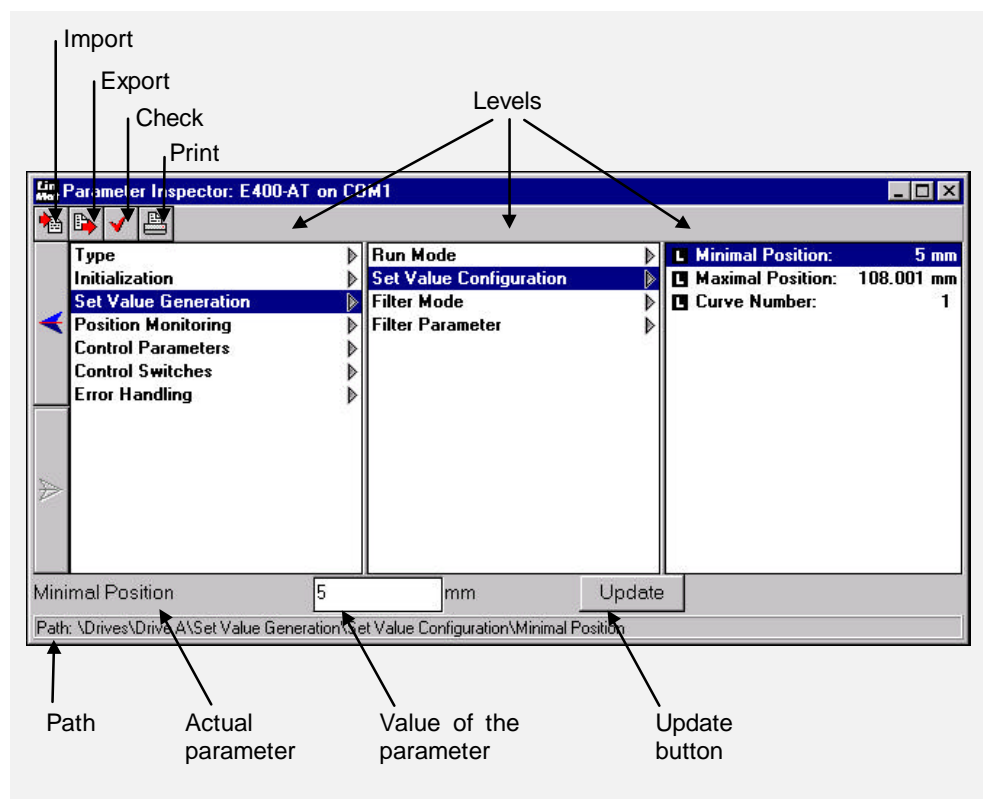 Import
Export
Check
Print
Levels
Lin Mot Parameter Inspector: E400-AT on COM1
Type
Initialization
Set Value Generation
Position Monitoring
Control Parameters
Control Switches
Error Handling
Run Mode
Set Value Configuration
Filter Mode
Filter Parameter
L Minimal Position: 5 mm
L Maximal Position: 108.001 mm
L Curve Number: 1
Minimal Position 5 mm Update
Path: \Drives\Drive A\Set Value Generation\Set Value Configuration\Minimal Position
Path
Actual
parameter
Value of the
parameter
Update
button